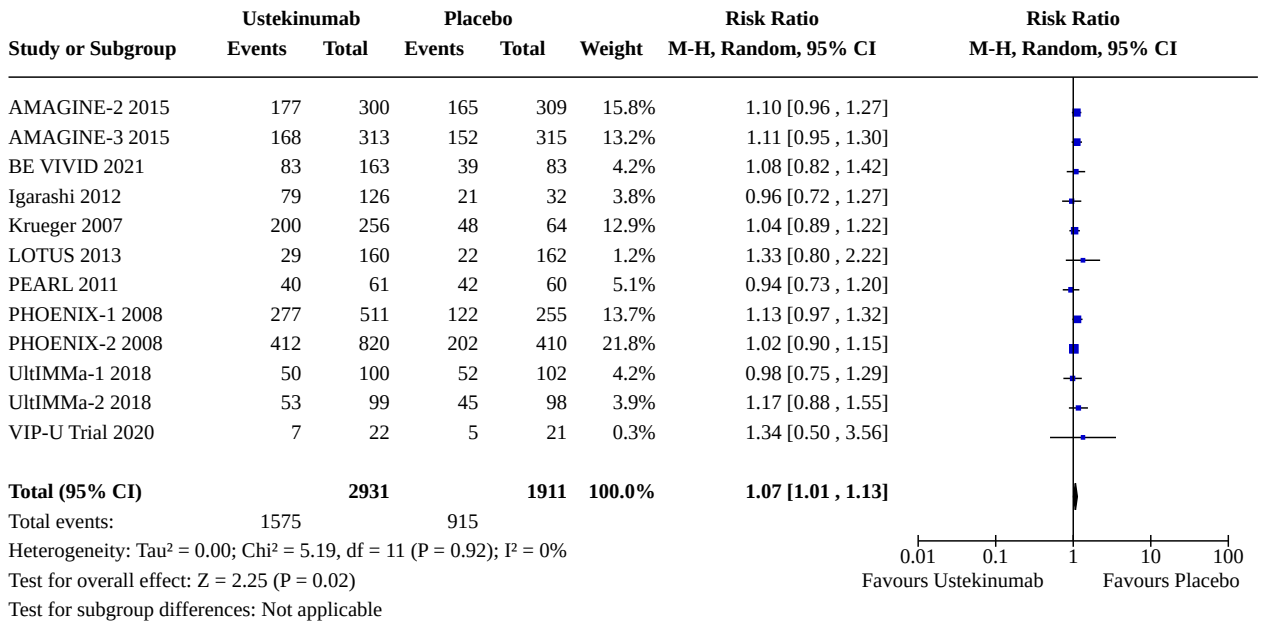 Ustekinumab Placebo Risk Ratio Risk Ratio
Study or Subgroup Events Total Events Total Weight M-H, Random, 95% CI M-H, Random, 95% CI
AMAGINE-2 2015 177 300 165 309 15.8% 1.10 [0.96 , 1.27]
AMAGINE-3 2015 168 313 152 315 13.2% 1.11 [0.95 , 1.30]
BE VIVID 2021 83 163 39 83 4.2% 1.08 [0.82 , 1.42]
Igarashi 2012 79 126 21 32 3.8% 0.96 [0.72 , 1.27]
Krueger 2007 200 256 48 64 12.9% 1.04 [0.89 , 1.22]
LOTUS 2013 29 160 22 162 1.2% 1.33 [0.80 , 2.22]
PEARL 2011 40 61 42 60 5.1% 0.94 [0.73 , 1.20]
PHOENIX-1 2008 277 511 122 255 13.7% 1.13 [0.97 , 1.32]
PHOENIX-2 2008 412 820 202 410 21.8% 1.02 [0.90 , 1.15]
UltIMMa-1 2018 50 100 52 102 4.2% 0.98 [0.75 , 1.29]
UltIMMa-2 2018 53 99 45 98 3.9% 1.17 [0.88 , 1.55]
VIP-U Trial 2020 7 22 5 21 0.3% 1.34 [0.50 , 3.56]
Total (95% CI) 2931 1911 100.0% 1.07 [1.01 , 1.13]
Total events: 1575 915
Heterogeneity: Tau² = 0.00; Chi² = 5.19, df = 11 (P = 0.92); I² = 0%
0.01 0.1 1 10 100
Test for overall effect: Z = 2.25 (P = 0.02) Favours Ustekinumab Favours Placebo
Test for subgroup differences: Not applicable